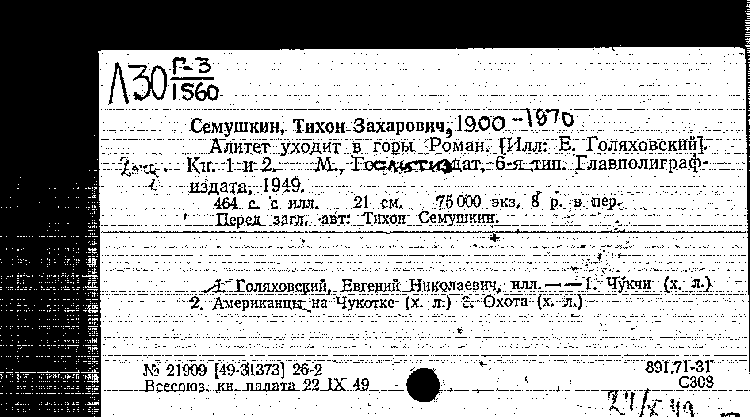 Л30 Г-3
1560
Семушкин, Тихон Захарович, 1900-1970
Алитет уходит в горы Роман. [Илл: Е. Голяховский].
Кн. 1 и 2. М., Гослитиздат, 6-я тип. Главполиграф-
издата, 1949.
464 с. с илл. 21 см. 75 000 экз. 8 р. в пер.
Перед загл. авт: Тихон Семушкин.
1. Голяховский, Евгений Николаевич, илл. — — 1. Чукчи (х. л.)
2. Американцы на Чукотке (х. л.) 3. Охота (х. л.)
№ 21909 [49-31373] 26-2
891,71-31
Всесоюз. кн. палата 22 IX 49
С308